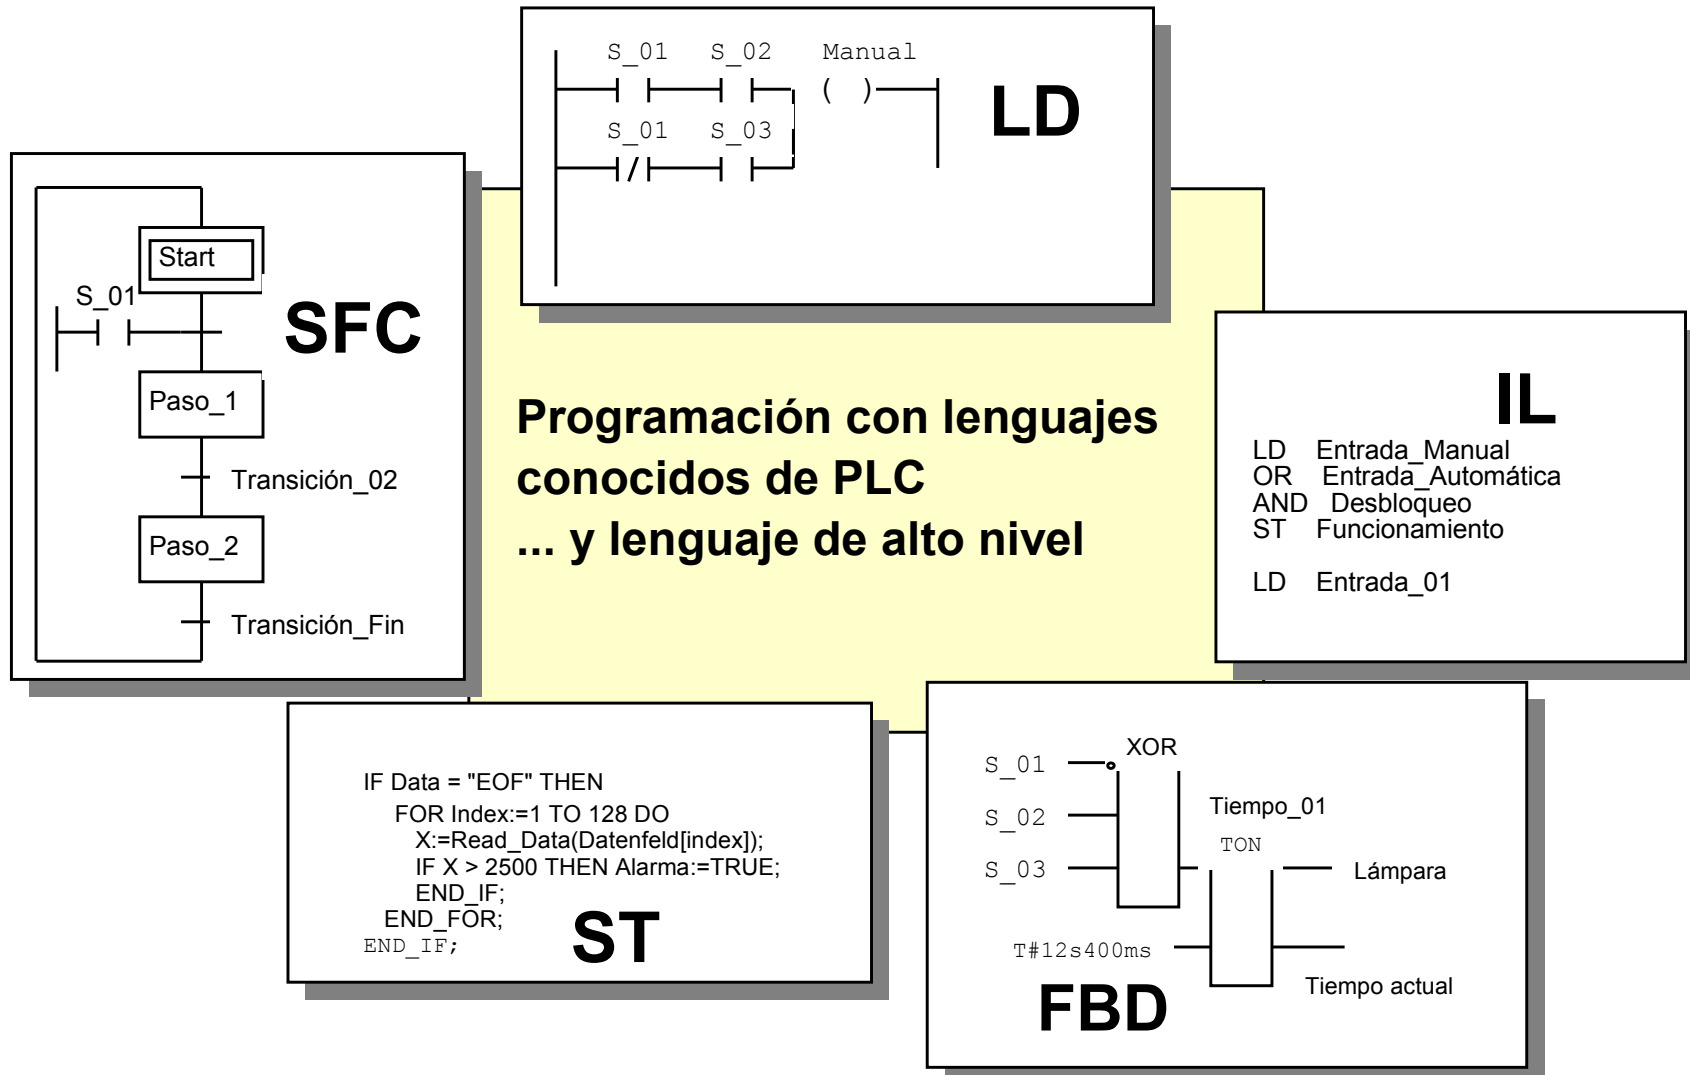 S_01 S_02 Manual
( )
LD
S_01 S_03
Start
S_01
SFC
Paso_1
Transición_02
Paso_2
Transición_Fin
Programación con lenguajes
conocidos de PLC
... y lenguaje de alto nivel
IL
LD Entrada_Manual
OR Entrada_Automática
AND Desbloqueo
ST Funcionamiento
LD Entrada_01
IF Data = "EOF" THEN
FOR Index:=1 TO 128 DO
X:=Read_Data(Datenfeld[index]);
IF X > 2500 THEN Alarma:=TRUE;
END_IF;
END_FOR;
END_IF;
ST
XOR
S_01
S_02
S_03
Tiempo_01
TON
Lámpara
T#12s400ms
Tiempo actual
FBD